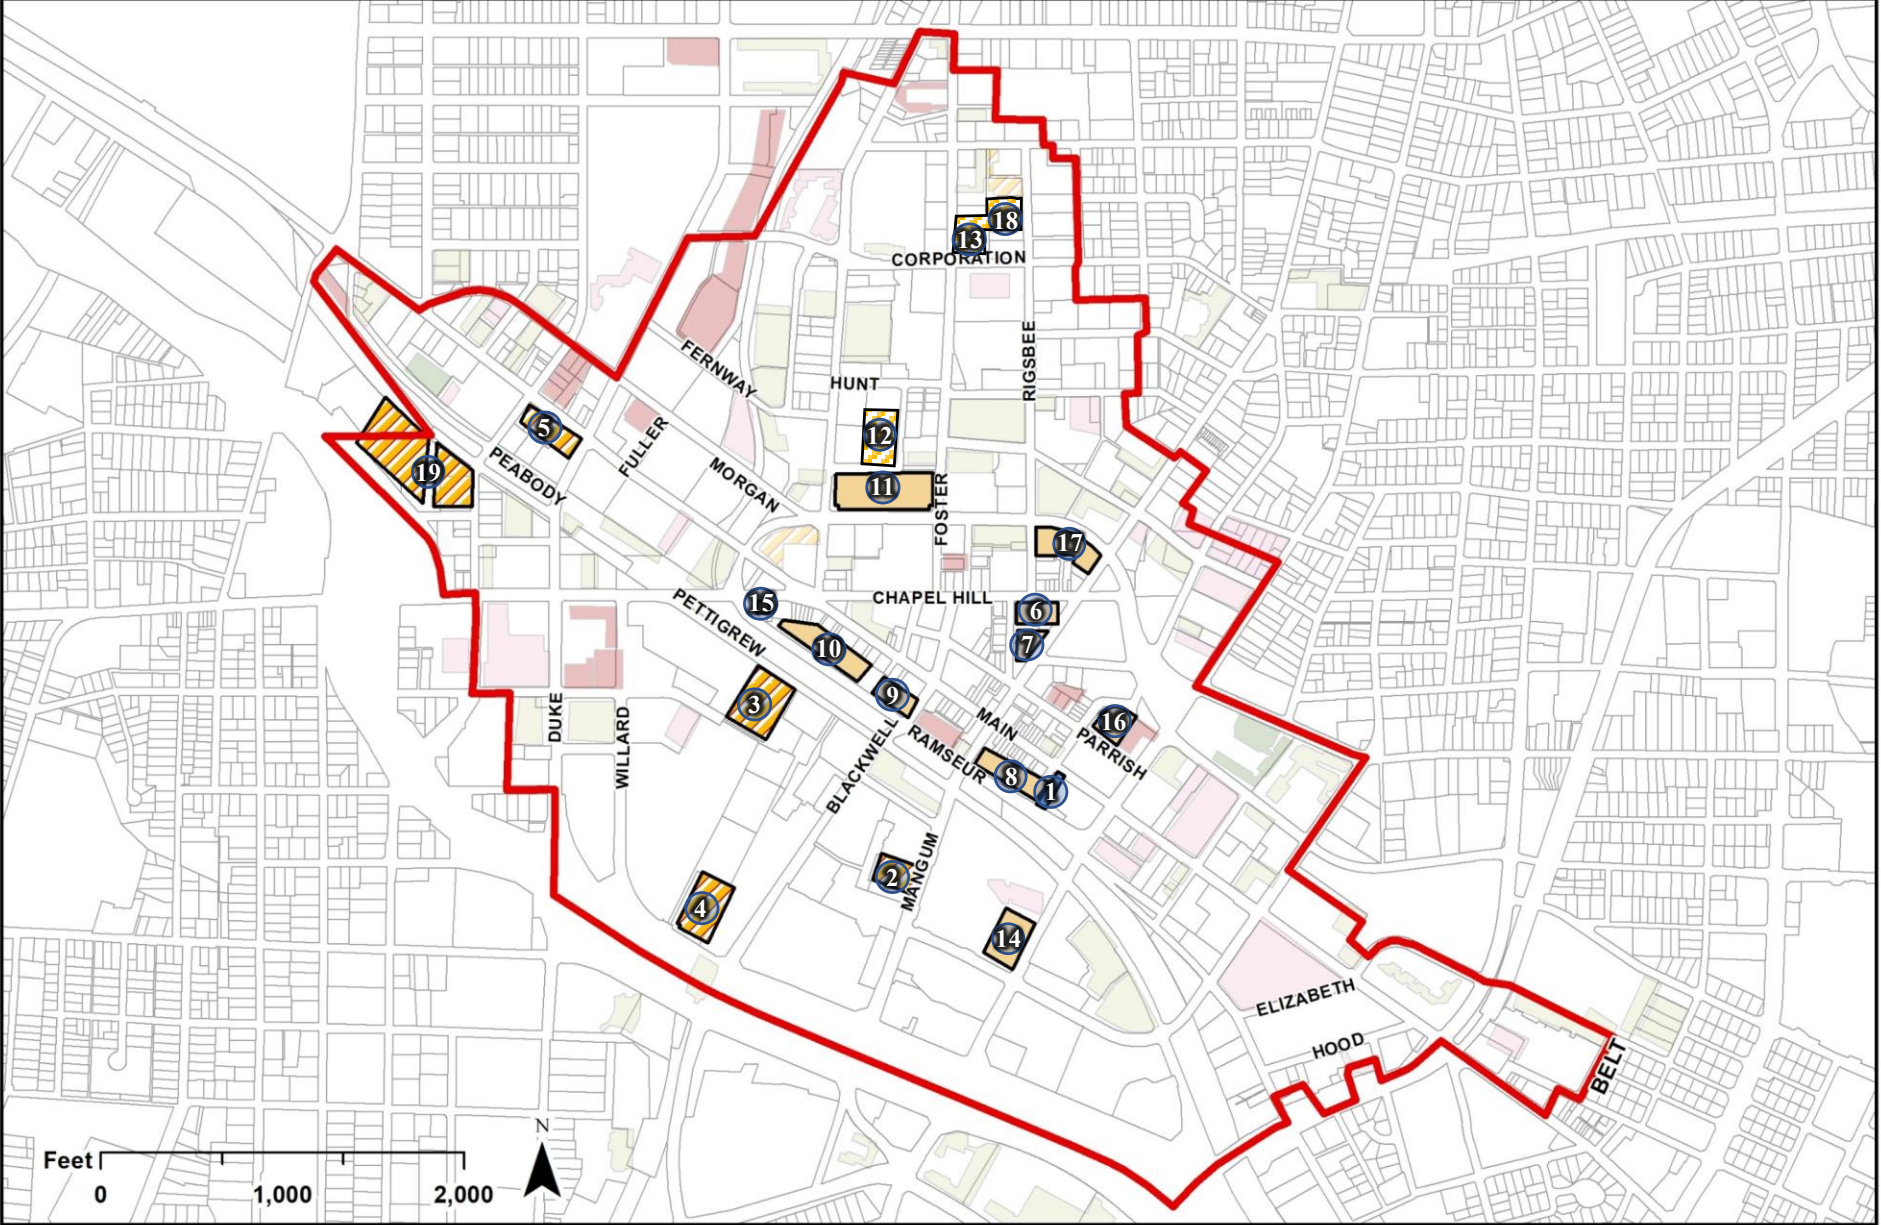 18
13
CORPORATION
RIGSBEE
FERNWAY
HUNT
5
12
FULLER
19
PEABODY
MORGAN
11
FOSTER
17
15
CHAPEL HILL
6
PETTIGREW
7
10
3
9
DUKE
WILLARD
MAIN
16
BLACKWELL
RAMSEUR
PARRISH
8
1
2
MANGUM
4
14
ELIZABETH
HOOD
BELT
N
Feet
0 1,000 2,000